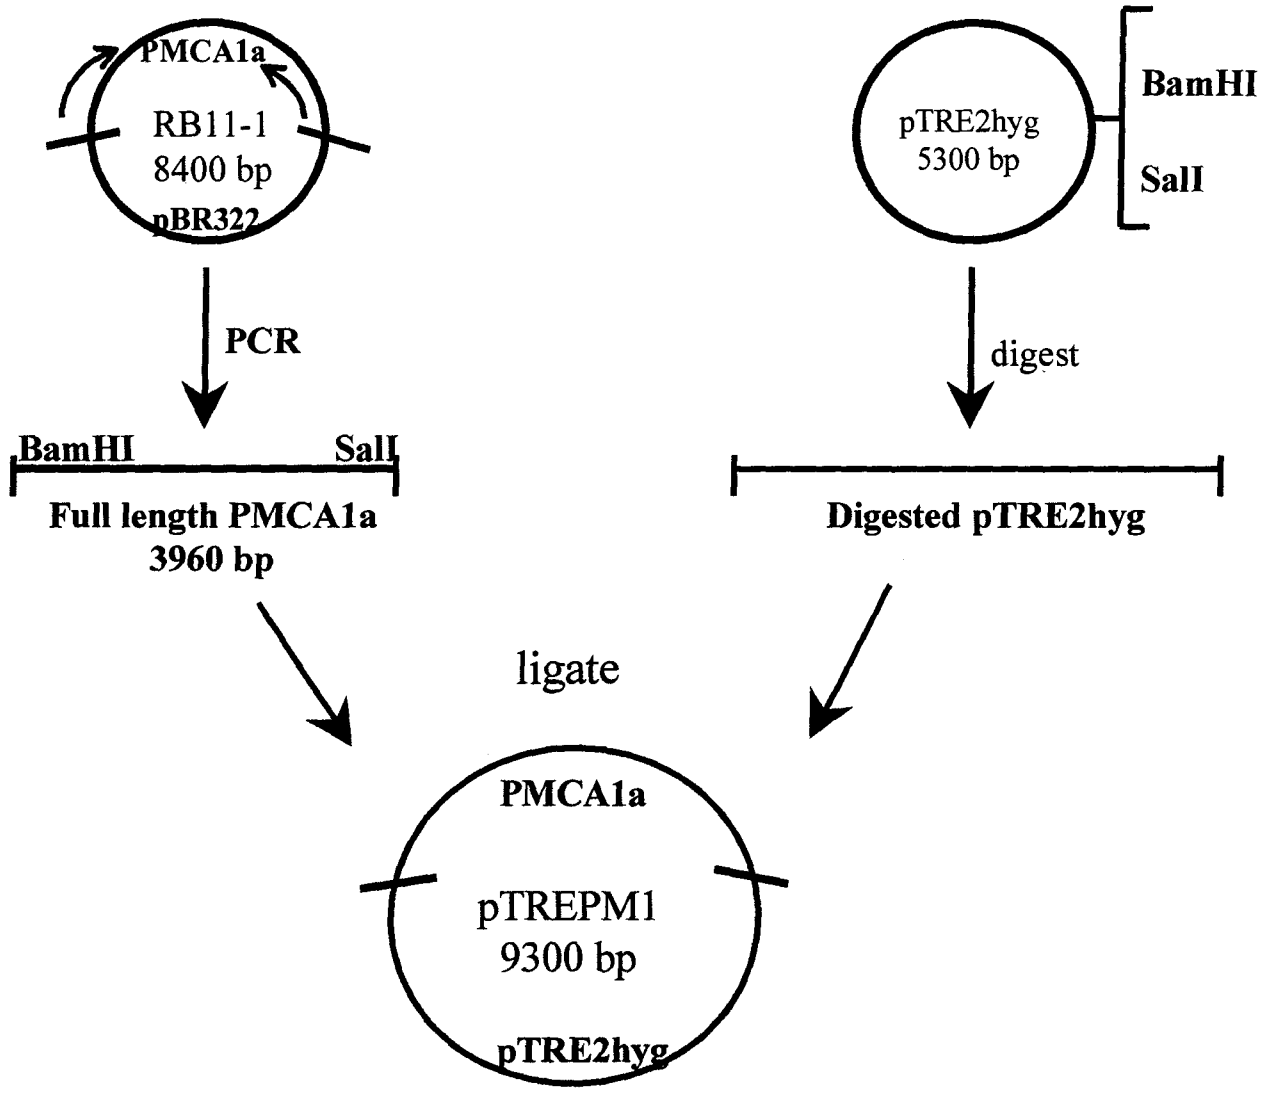 PMCA1a
RB11-1
8400 bp
pBR322
pTRE2hyg
5300 bp
BamHI
SalI
PCR
digest
BamHI
SalI
Full length PMCA1a
3960 bp
Digested pTRE2hyg
ligate
PMCA1a
pTREPM1
9300 bp
pTRE2hyg